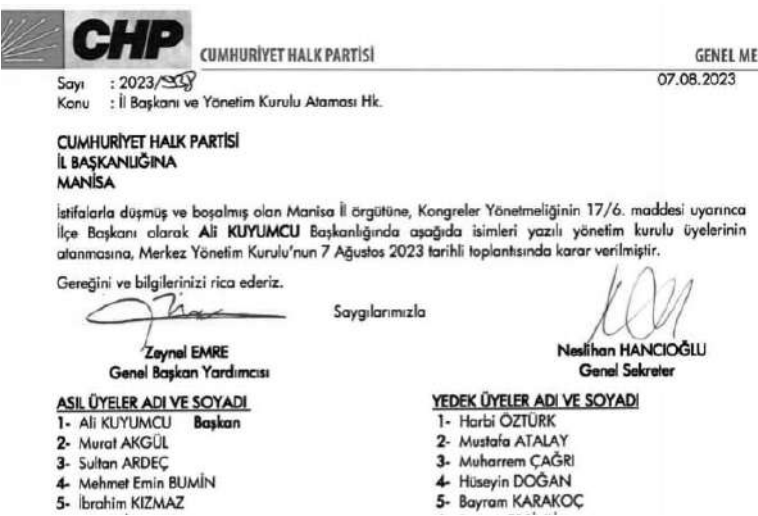 CHP CUMHURİYET HALK PARTİSİ GENEL ME
Sayı : 2023/ 07.08.2023
Konu : İl Başkanı ve Yönetim Kurulu Ataması Hk.
CUMHURİYET HALK PARTİSİ
İL BAŞKANLIĞINA
MANİSA
İstifalarla düşmüş ve boşalmış olan Manisa İl örgütüne, Kongreler Yönetmeliğinin 17/6. maddesi uyarınca
İlçe Başkanı olarak Ali KUYUMCU Başkanlığında aşağıda isimleri yazılı yönetim kurulu üyelerinin
atanmasına, Merkez Yönetim Kurulu'nun 7 Ağustos 2023 tarihli toplantısında karar verilmiştir.
Gereğini ve bilgilerinizi rica ederiz.
Saygılarımızla
Zeynel EMRE
Genel Başkan Yardımcısı
Neslihan HANCIOĞLU
Genel Sekreter
ASIL ÜYELER ADI VE SOYADI
1- Ali KUYUMCU Başkan
2- Murat AKGÜL
3- Sultan ARDEÇ
4- Mehmet Emin BUMİN
5- İbrahim KIZMAZ
YEDEK ÜYELER ADI VE SOYADI
1- Harbi ÖZTÜRK
2- Mustafa ATALAY
3- Muharrem ÇAĞRI
4- Hüseyin DOĞAN
5- Bayram KARAKOÇ